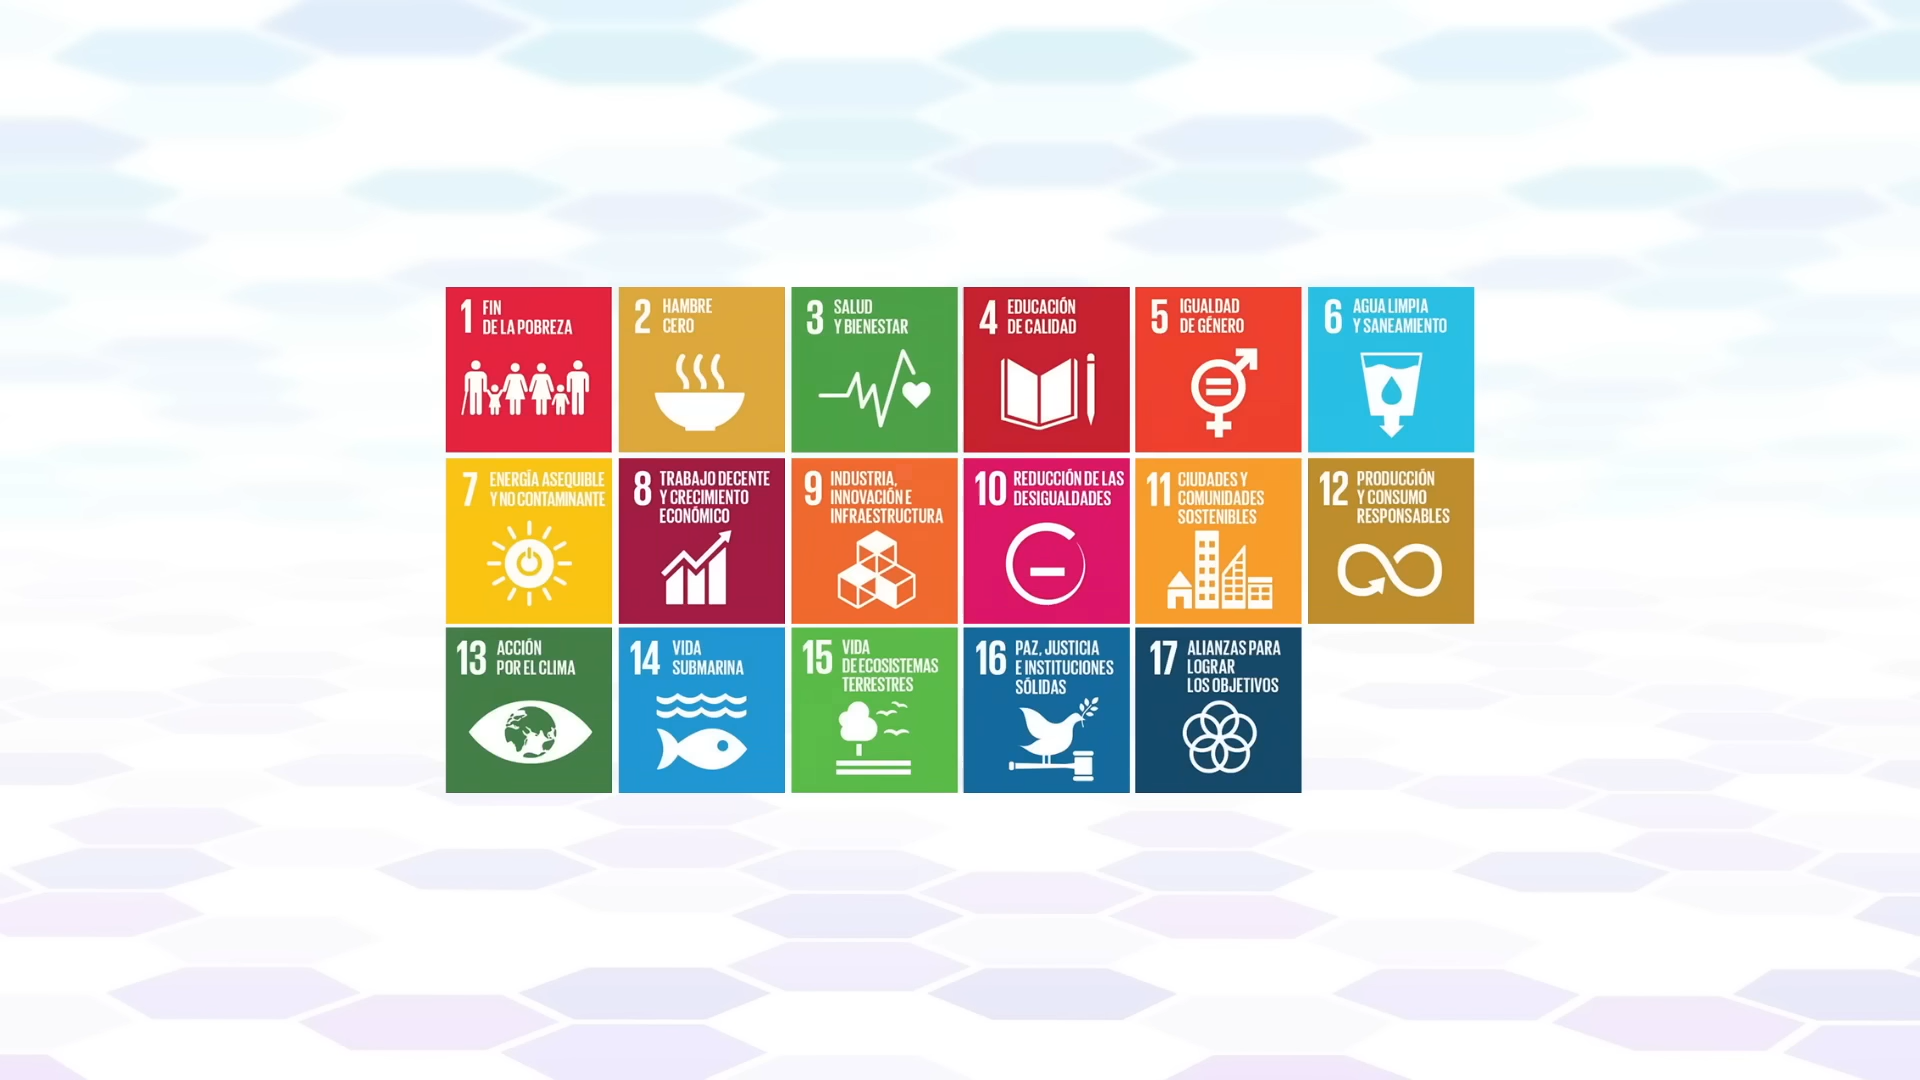 1 FIN
DE LA POBREZA
2 HAMBRE
CERO
3 SALUD
Y BIENESTAR
4 EDUCACIÓN
DE CALIDAD
5 IGUALDAD
DE GÉNERO
6 AGUA LIMPIA
Y SANEAMIENTO
7 ENERGÍA ASEQUIBLE
Y NO CONTAMINANTE
8 TRABAJO DECENTE
Y CRECIMIENTO
ECONÓMICO
9 INDUSTRIA,
INNOVACIÓN E
INFRAESTRUCTURA
10 REDUCCIÓN DE LAS
DESIGUALDADES
11 CIUDADES Y
COMUNIDADES
SOSTENIBLES
12 PRODUCCIÓN
Y CONSUMO
RESPONSABLES
13 ACCIÓN
POR EL CLIMA
14 VIDA
SUBMARINA
15 VIDA
DE ECOSISTEMAS
TERRESTRES
16 PAZ, JUSTICIA
E INSTITUCIONES
SÓLIDAS
17 ALIANZAS PARA
LOGRAR
LOS OBJETIVOS